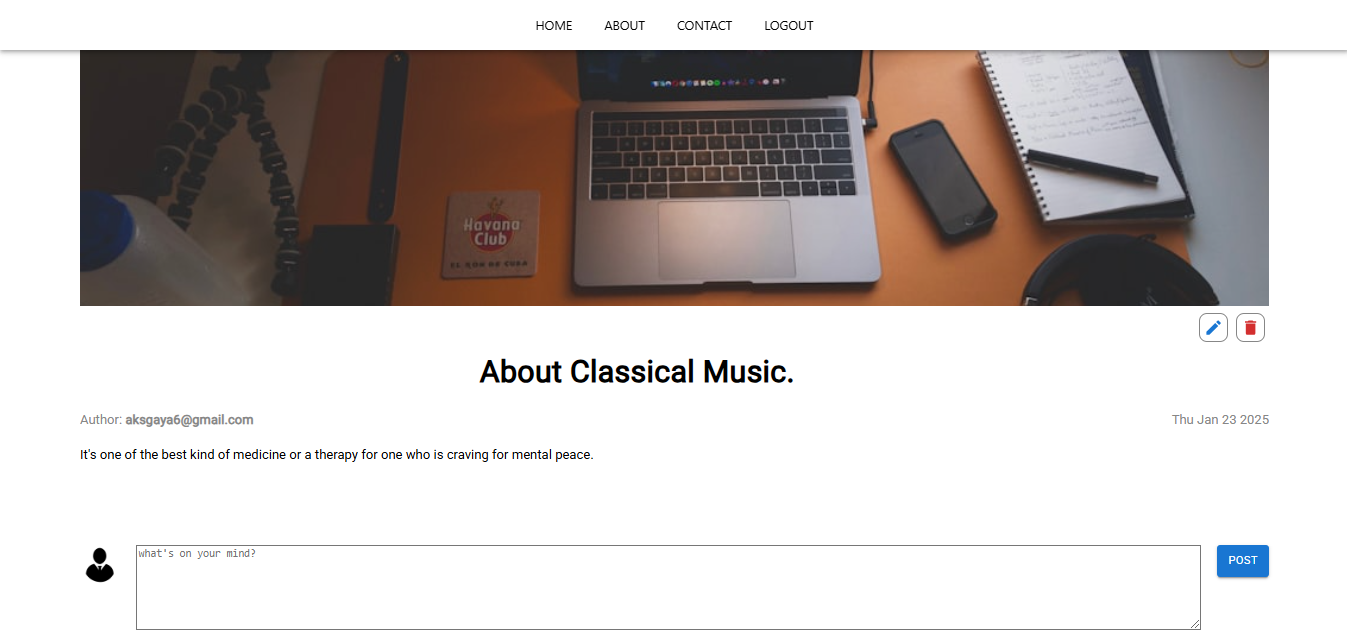 HOME ABOUT CONTACT LOGOUT
Havana
Club
EL RON DE CUBA
About Classical Music.
Author: aksgaya6@gmail.com Thu Jan 23 2025
It's one of the best kind of medicine or a therapy for one who is craving for mental peace.
what's on your mind?
POST